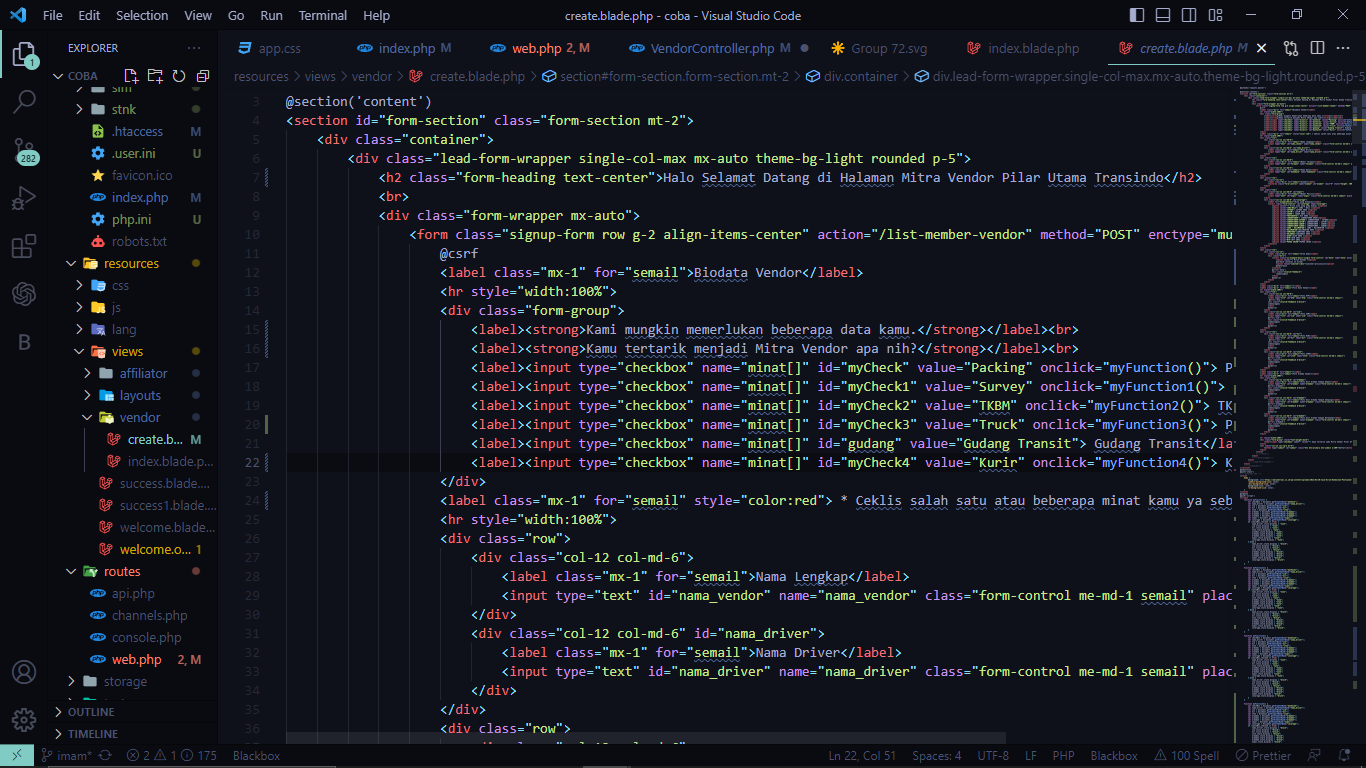 File Edit Selection View Go Run Terminal Help
create.blade.php - coba - Visual Studio Code
EXPLORER
app.css
index.php M
web.php 2, M
VendorController.php M
Group 72.svg
index.blade.php
create.blade.php M
COBA
resources > views > vendor > create.blade.php > section#form-section.form-section.mt-2 > div.container > div.lead-form-wrapper.single-col-max.mx-auto.theme-bg-light.rounded.p-5
stnk
.htaccess M
.user.ini U
favicon.ico
index.php M
php.ini U
robots.txt
resources
css
js
lang
views
affiliator
layouts
vendor
create.b... M
index.blade.p...
success.blade....
success1.blade....
welcome.blade...
welcome.o... 1
routes
api.php
channels.php
console.php
web.php 2, M
storage
OUTLINE
TIMELINE
1
282
B
3 @section('content')
4 <section id="form-section" class="form-section mt-2">
5 <div class="container">
6 <div class="lead-form-wrapper single-col-max mx-auto theme-bg-light rounded p-5">
7 <h2 class="form-heading text-center">Halo Selamat Datang di Halaman Mitra Vendor Pilar Utama Transindo</h2>
8 <br>
9 <div class="form-wrapper mx-auto">
10 <form class="signup-form row g-2 align-items-center" action="/list-member-vendor" method="POST" enctype="mu
11 @csrf
12 <label class="mx-1" for="semail">Biodata Vendor</label>
13 <hr style="width:100%">
14 <div class="form-group">
15 <label><strong>Kami mungkin memerlukan beberapa data kamu.</strong></label><br>
16 <label><strong>Kamu tertarik menjadi Mitra Vendor apa nih?</strong></label><br>
17 <label><input type="checkbox" name="minat[]" id="myCheck" value="Packing" onclick="myFunction()"> P
18 <label><input type="checkbox" name="minat[]" id="myCheck1" value="Survey" onclick="myFunction1()">
19 <label><input type="checkbox" name="minat[]" id="myCheck2" value="TKBM" onclick="myFunction2()"> TK
20 <label><input type="checkbox" name="minat[]" id="myCheck3" value="Truck" onclick="myFunction3()"> P
21 <label><input type="checkbox" name="minat[]" id="gudang" value="Gudang Transit"> Gudang Transit</la
22 <label><input type="checkbox" name="minat[]" id="myCheck4" value="Kurir" onclick="myFunction4()"> K
23 </div>
24 <label class="mx-1" for="semail" style="color:red"> * Ceklis salah satu atau beberapa minat kamu ya seb
25 <hr style="width:100%">
26 <div class="row">
27 <div class="col-12 col-md-6">
28 <label class="mx-1" for="semail">Nama Lengkap</label>
29 <input type="text" id="nama_vendor" name="nama_vendor" class="form-control me-md-1 semail" plac
30 </div>
31 <div class="col-12 col-md-6" id="nama_driver">
32 <label class="mx-1" for="semail">Nama Driver</label>
33 <input type="text" id="nama_driver" name="nama_driver" class="form-control me-md-1 semail" plac
34 </div>
35 </div>
36 <div class="row">
imam* 2 1 175 Blackbox
Ln 22, Col 51 Spaces: 4 UTF-8 LF PHP Blackbox 100 Spell Prettier